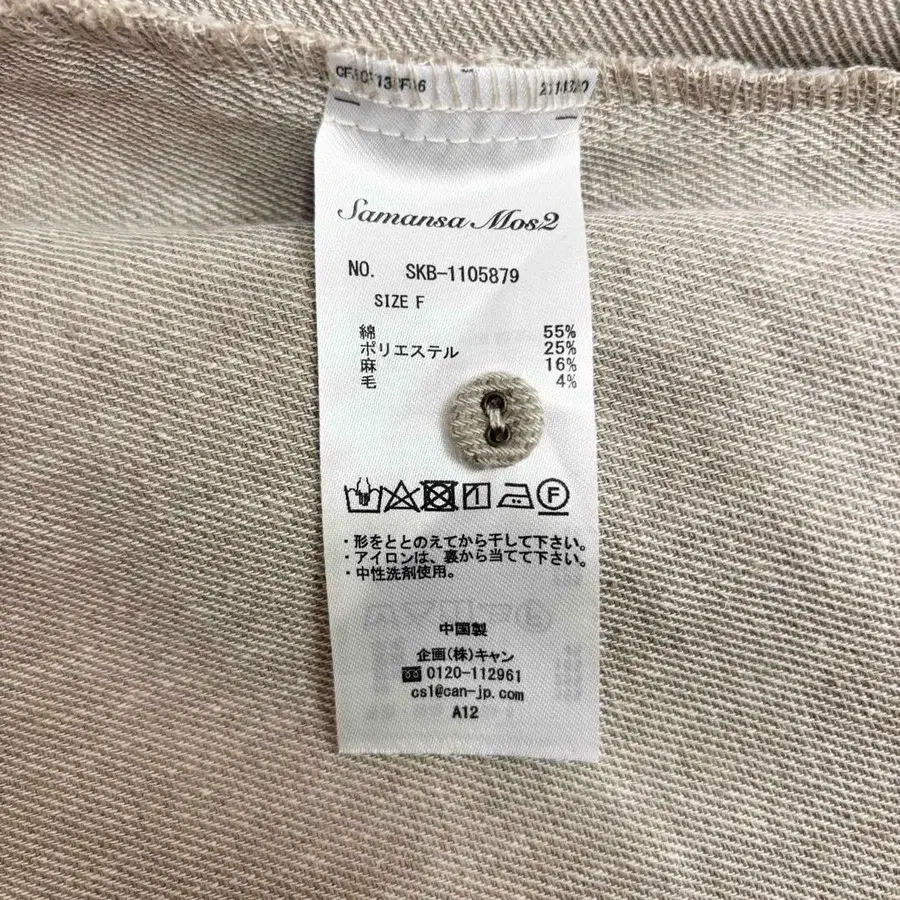 Samansa Mos2
NO. SKB-1105879
SIZE F
綿 55%
ポリエステル 25%
麻 16%
毛 4%
・形をととのえてから干して下さい。
・アイロンは、裏から当てて下さい。
・中性洗剤使用。
中国製
企画(株)キャン
0120-112961
cs1@can-jp.com
A12